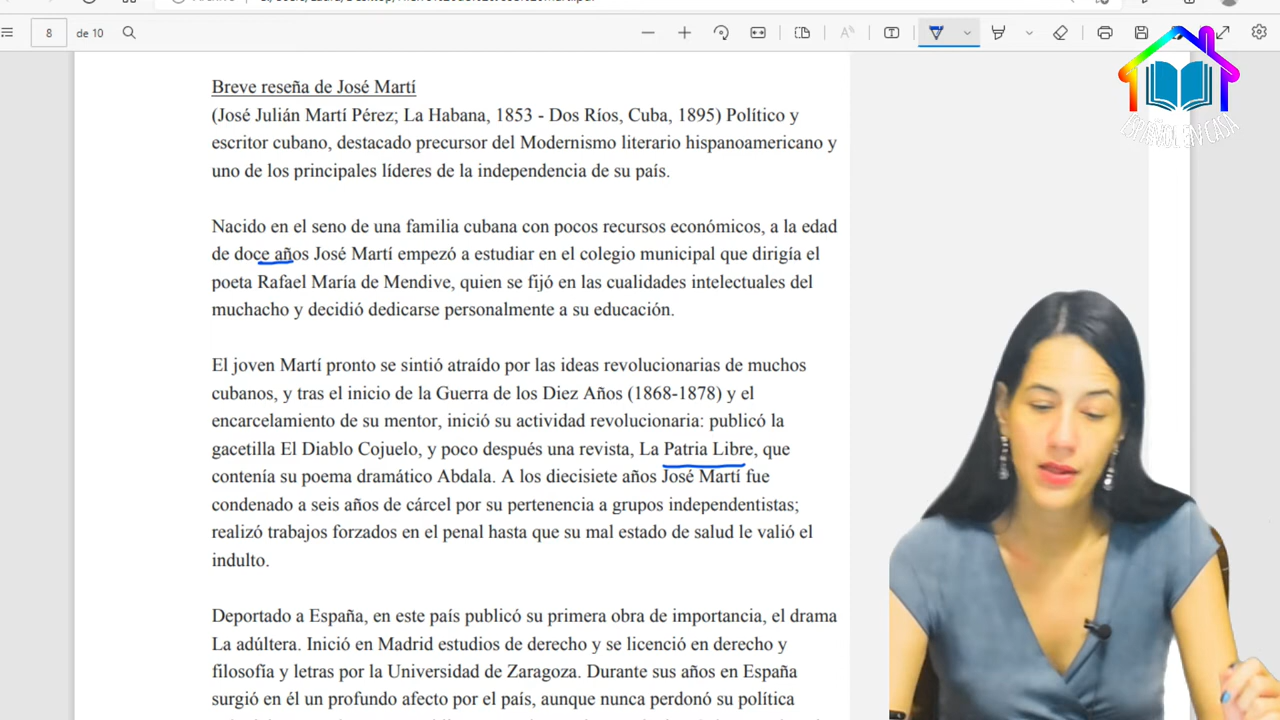 8 de 10
Breve reseña de José Martí
(José Julián Martí Pérez; La Habana, 1853 - Dos Ríos, Cuba, 1895) Político y
escritor cubano, destacado precursor del Modernismo literario hispanoamericano y
uno de los principales líderes de la independencia de su país.
Nacido en el seno de una familia cubana con pocos recursos económicos, a la edad
de doce años José Martí empezó a estudiar en el colegio municipal que dirigía el
poeta Rafael María de Mendive, quien se fijó en las cualidades intelectuales del
muchacho y decidió dedicarse personalmente a su educación.
El joven Martí pronto se sintió atraído por las ideas revolucionarias de muchos
cubanos, y tras el inicio de la Guerra de los Diez Años (1868-1878) y el
encarcelamiento de su mentor, inició su actividad revolucionaria: publicó la
gacetilla El Diablo Cojuelo, y poco después una revista, La Patria Libre, que
contenía su poema dramático Abdala. A los diecisiete años José Martí fue
condenado a seis años de cárcel por su pertenencia a grupos independentistas;
realizó trabajos forzados en el penal hasta que su mal estado de salud le valió el
indulto.
Deportado a España, en este país publicó su primera obra de importancia, el drama
La adúltera. Inició en Madrid estudios de derecho y se licenció en derecho y
filosofía y letras por la Universidad de Zaragoza. Durante sus años en España
surgió en él un profundo afecto por el país, aunque nunca perdonó su política
ESPAÑOL EN CASA